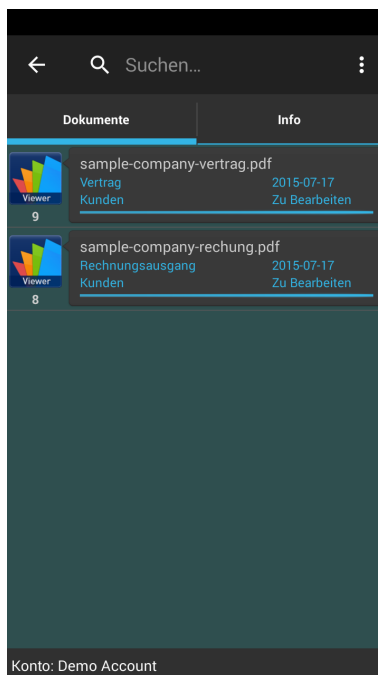 Suchen...
Dokumente Info
sample-company-vertrag.pdf
Vertrag 2015-07-17
Kunden Zu Bearbeiten
Viewer
9
sample-company-rechung.pdf
Rechnungsausgang 2015-07-17
Kunden Zu Bearbeiten
Viewer
8
Konto: Demo Account